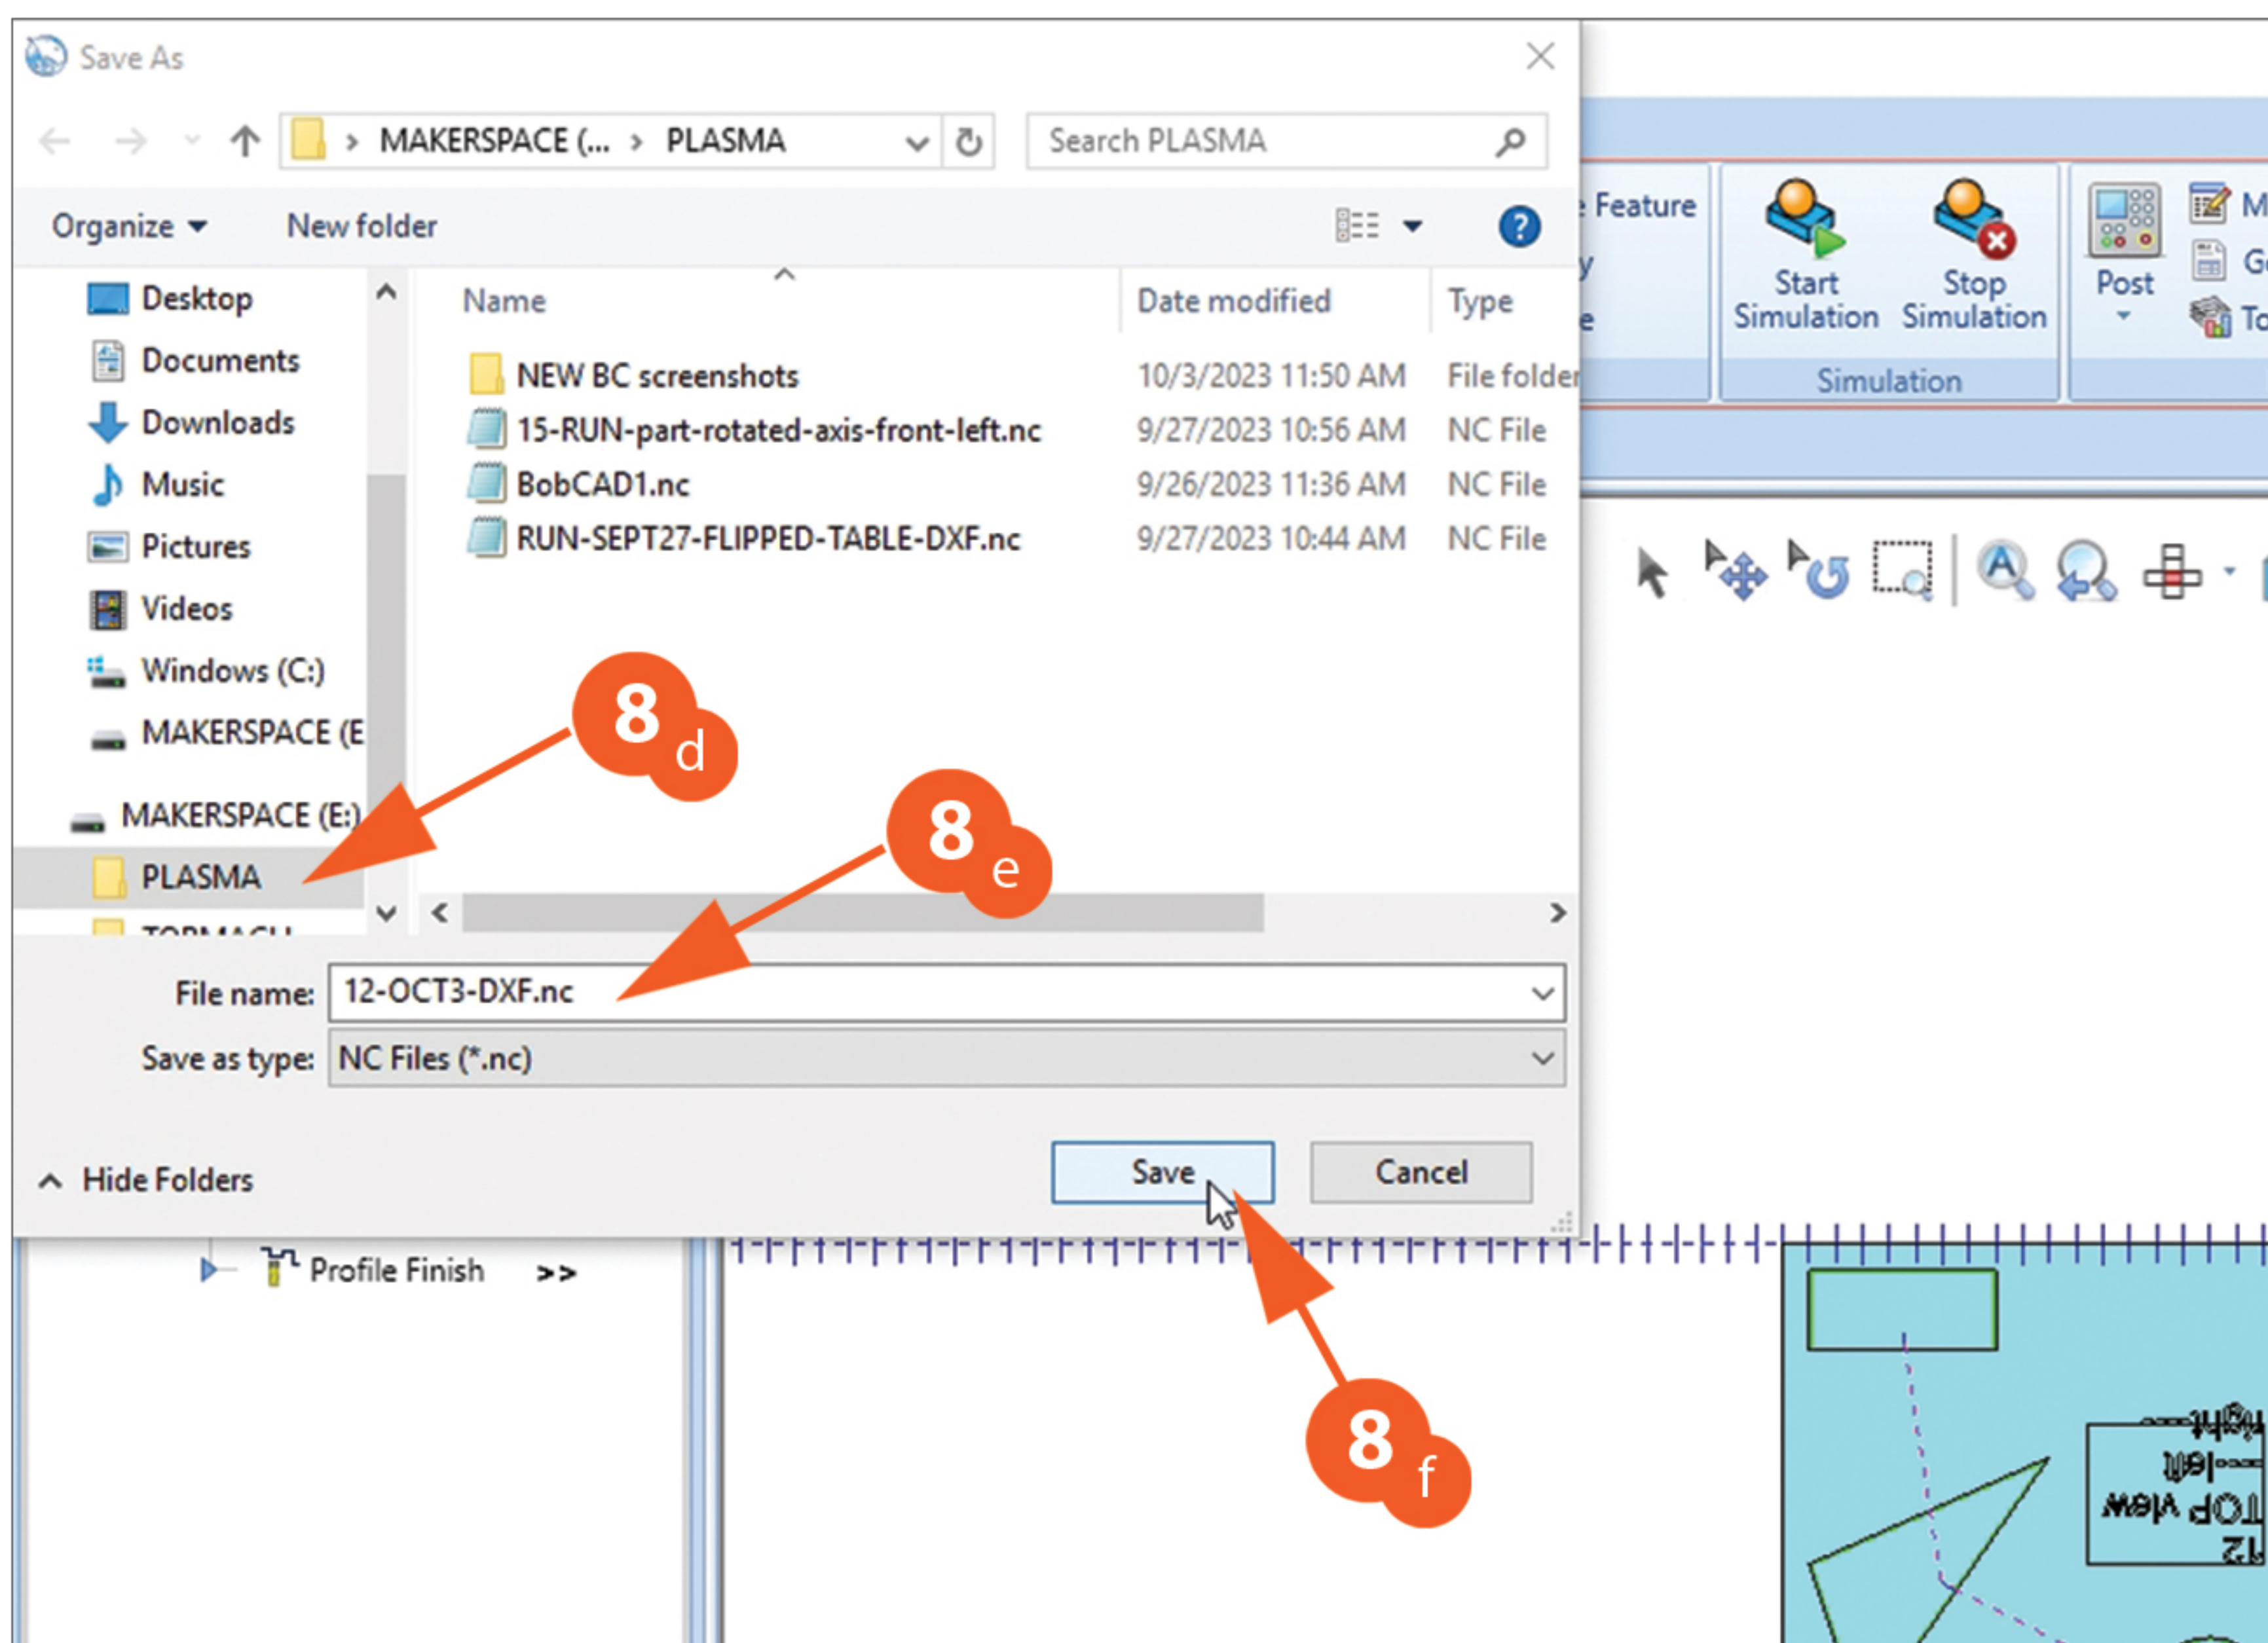 Save As
MAKERSPACE (... > PLASMA
Search PLASMA
Organize
New folder
?
Desktop
Documents
Downloads
Music
Pictures
Videos
Windows (C:)
MAKERSPACE (E
MAKERSPACE (E:)
PLASMA
Name Date modified Type
NEW BC screenshots 10/3/2023 11:50 AM File folder
15-RUN-part-rotated-axis-front-left.nc 9/27/2023 10:56 AM NC File
BobCAD1.nc 9/26/2023 11:36 AM NC File
RUN-SEPT27-FLIPPED-TABLE-DXF.nc 9/27/2023 10:44 AM NC File
8 d
8 e
File name: 12-OCT3-DXF.nc
Save as type: NC Files (*.nc)
Hide Folders
Save
Cancel
8 f
Profile Finish >>
Feature
Start Simulation
Stop Simulation
Simulation
Post
A
right
left
TOP view
12